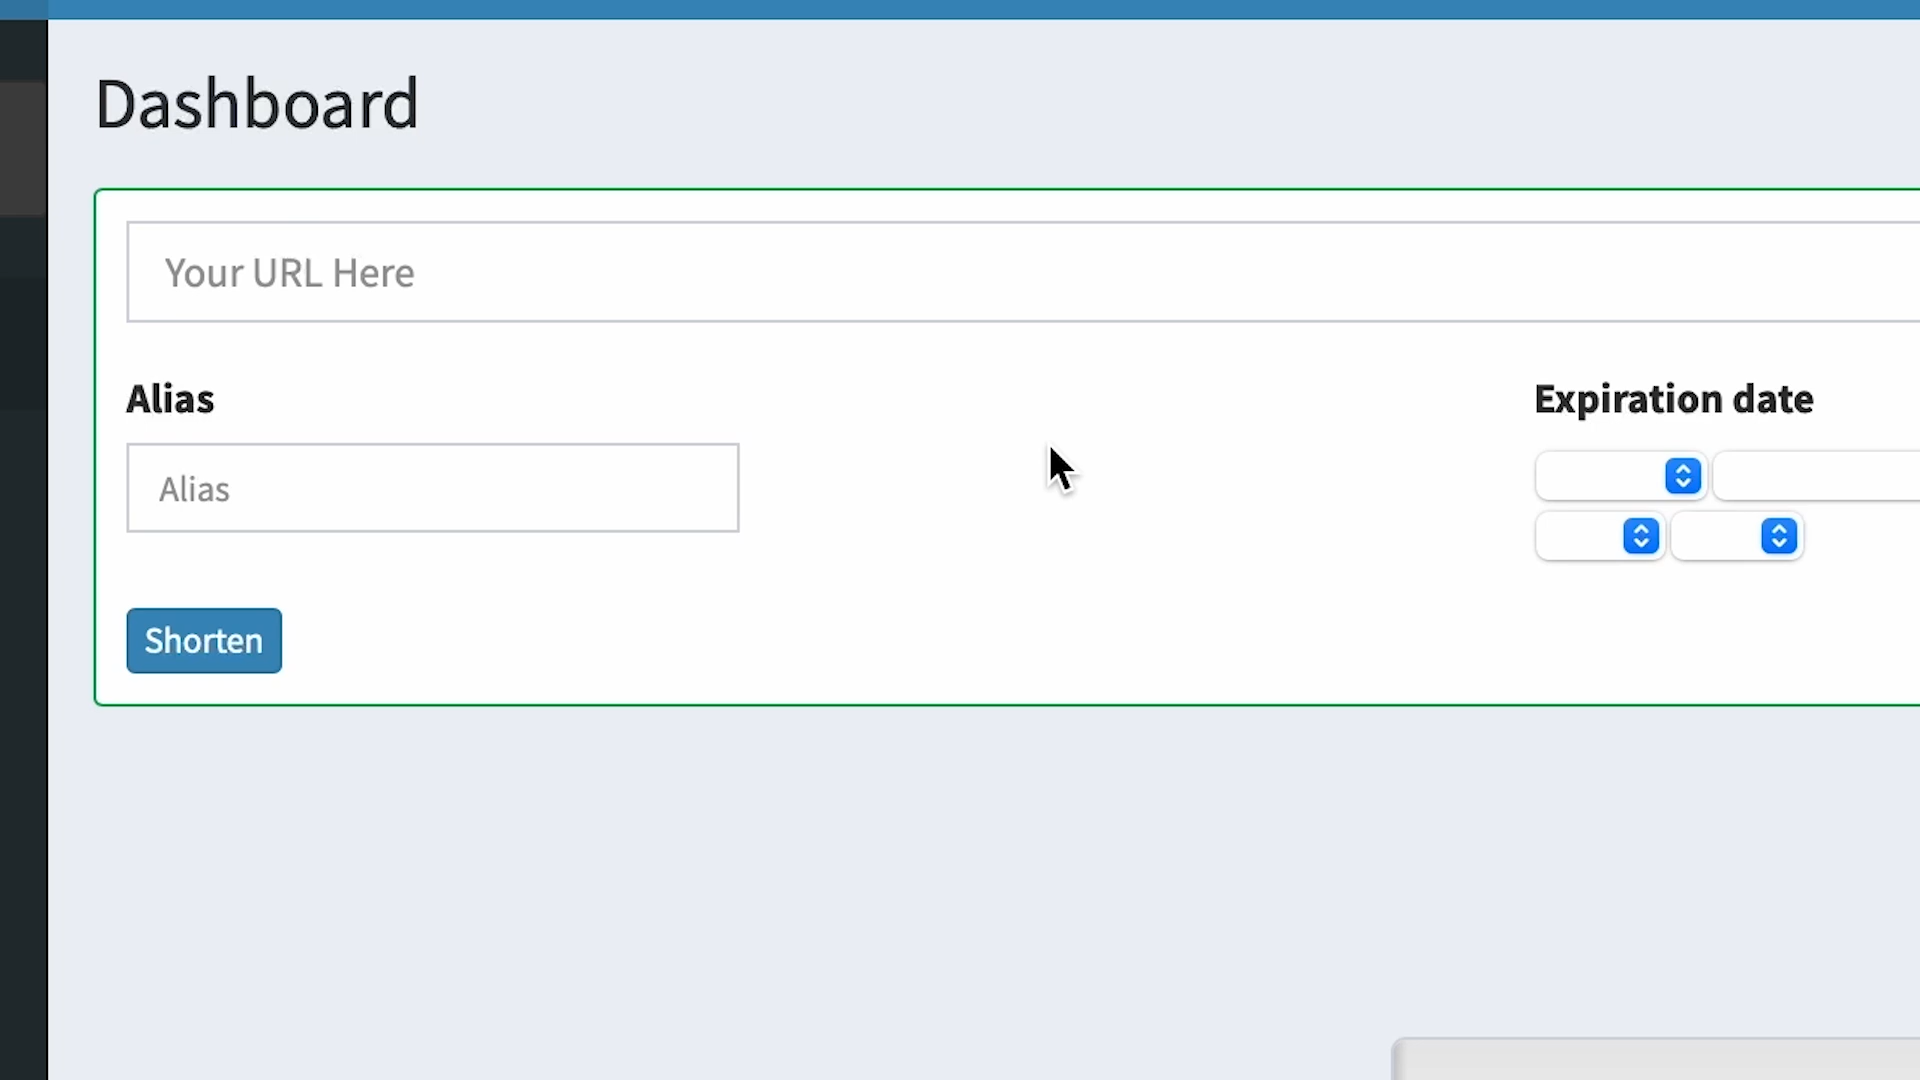 Dashboard
Your URL Here
Alias
Expiration date
Alias
Shorten